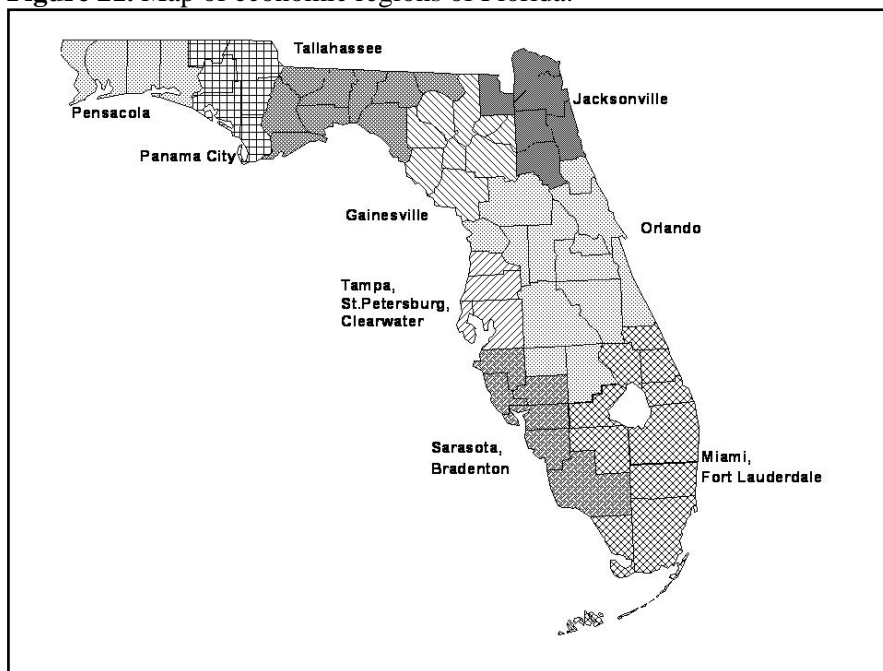 Figure 21. Map of economic regions of Florida.
Tallahassee
Jacksonville
Pensacola
Panama City
Gainesville
Orlando
Tampa,
St.Petersburg,
Clearwater
Sarasota,
Bradenton
Miami,
Fort Lauderdale